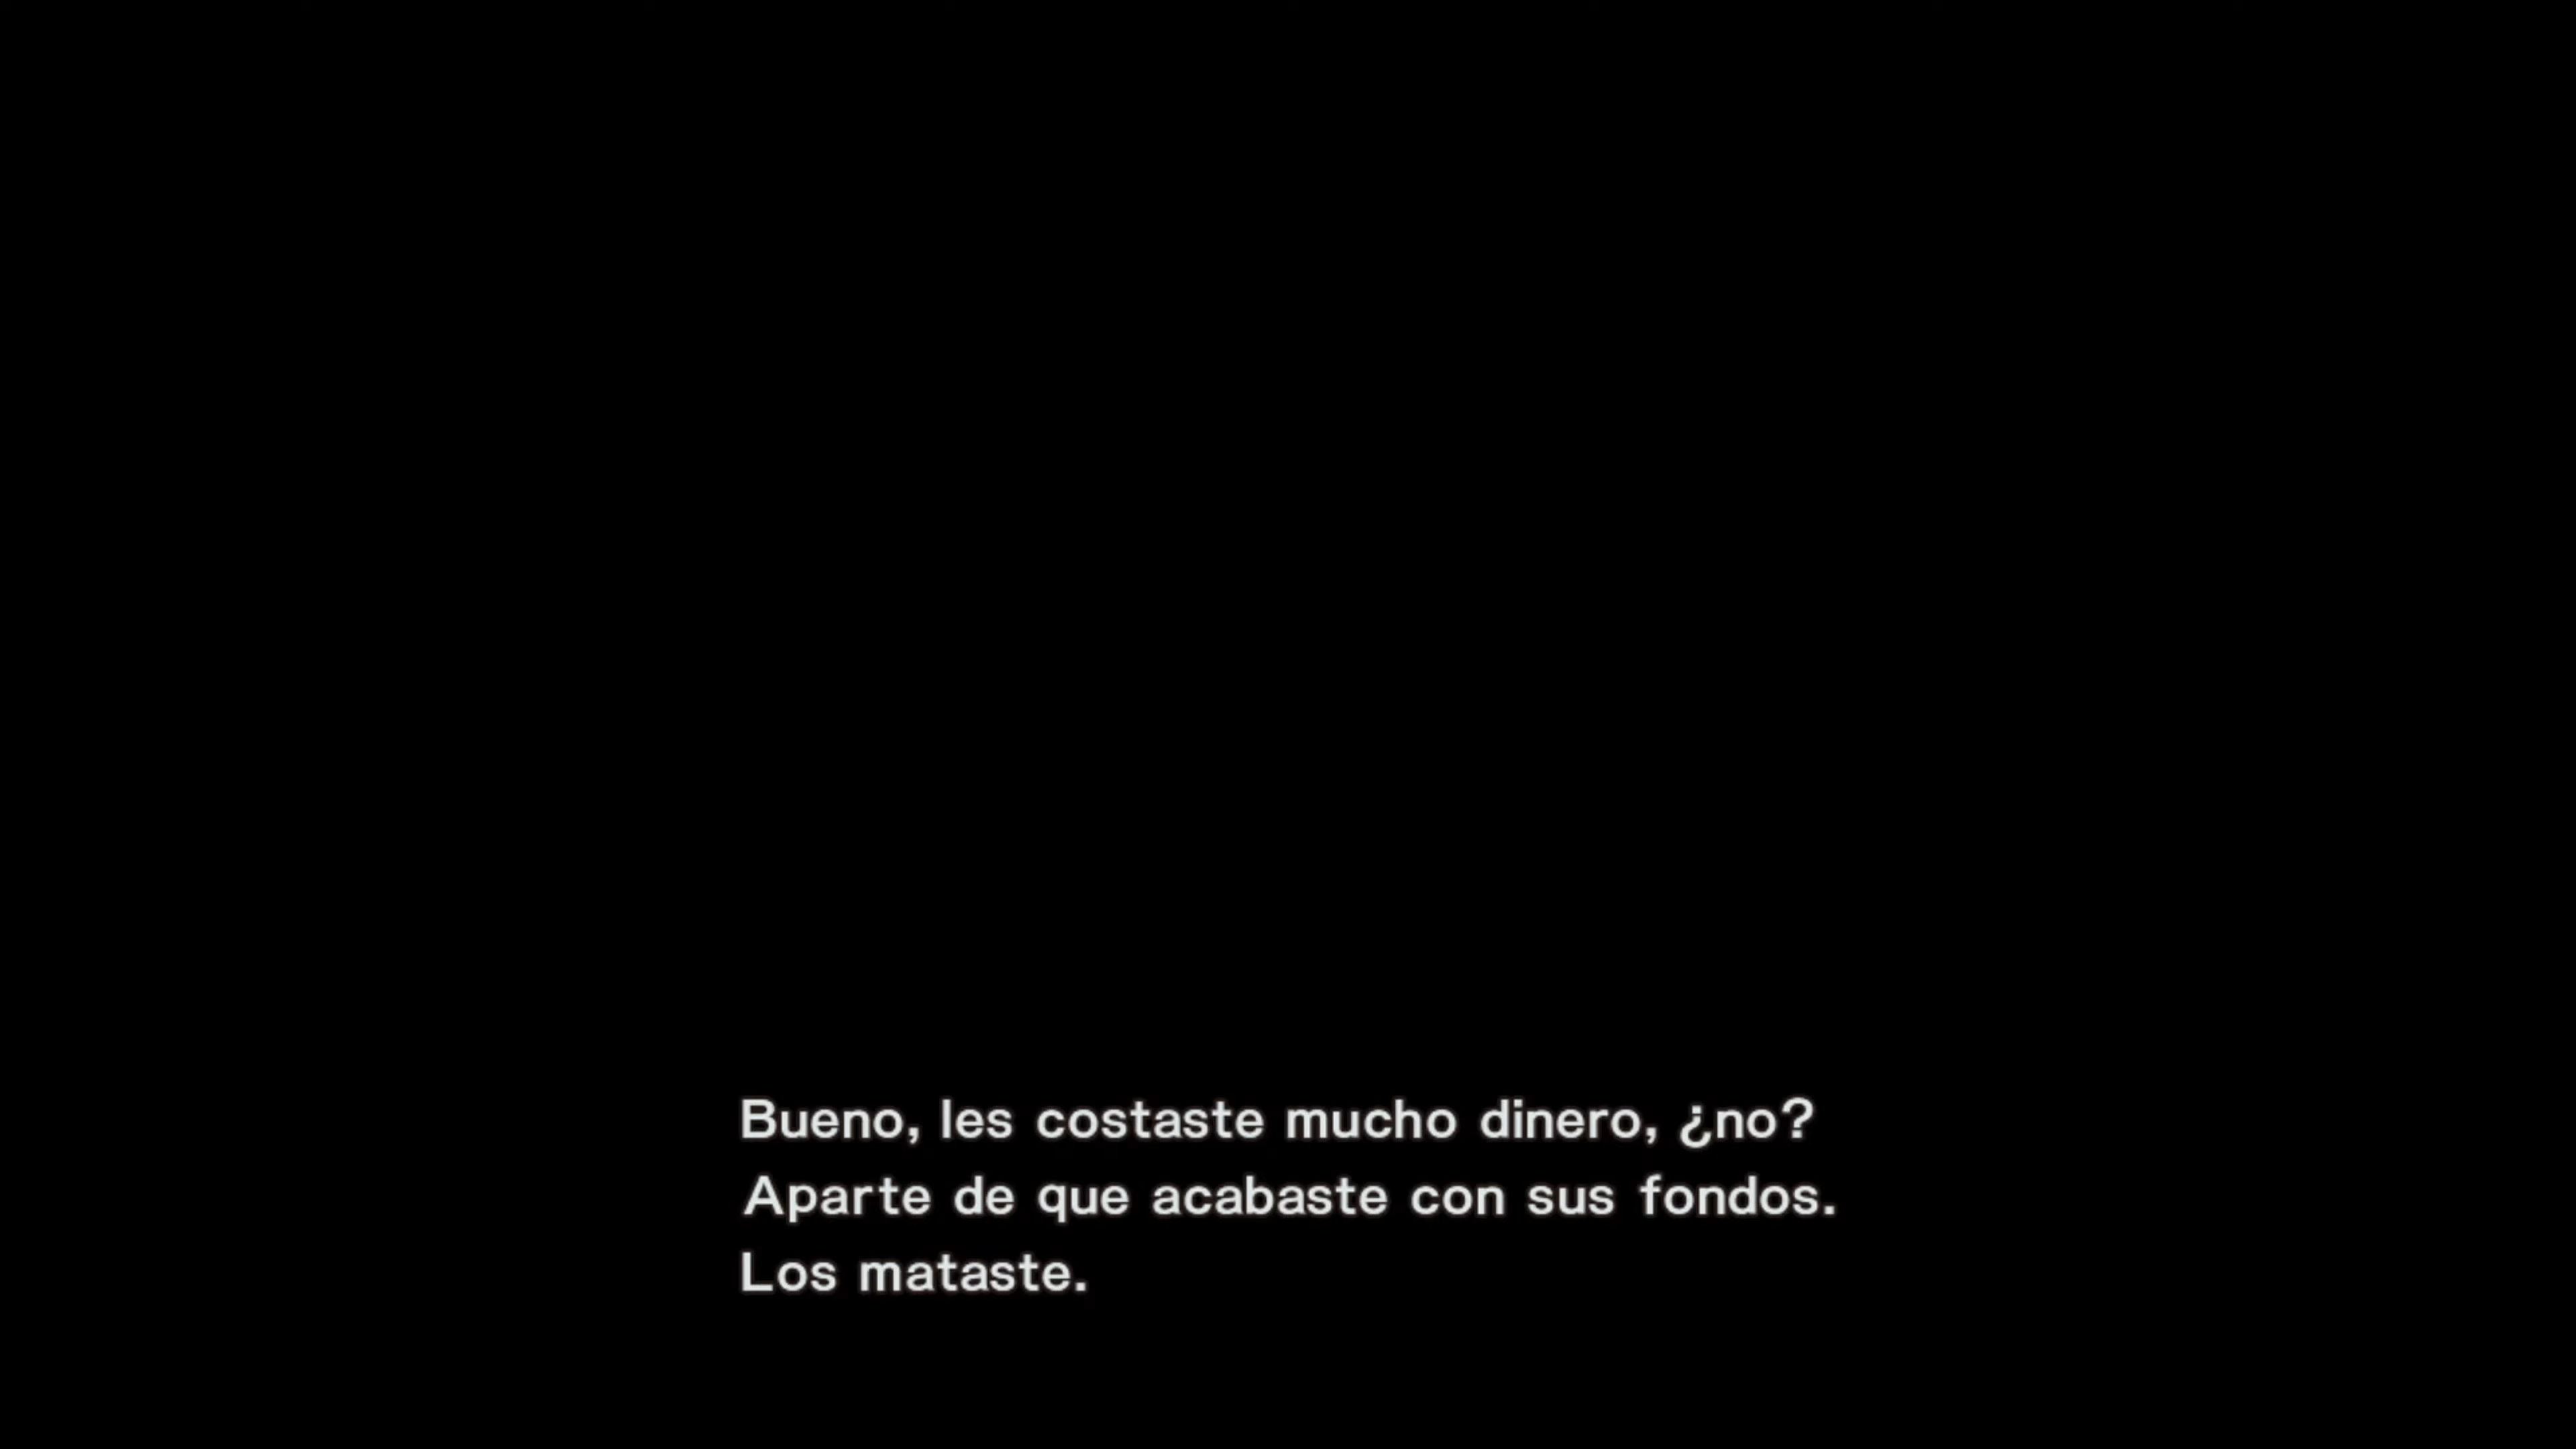 Bueno, les costaste mucho dinero, ¿no?
Aparte de que acabaste con sus fondos.
Los mataste.